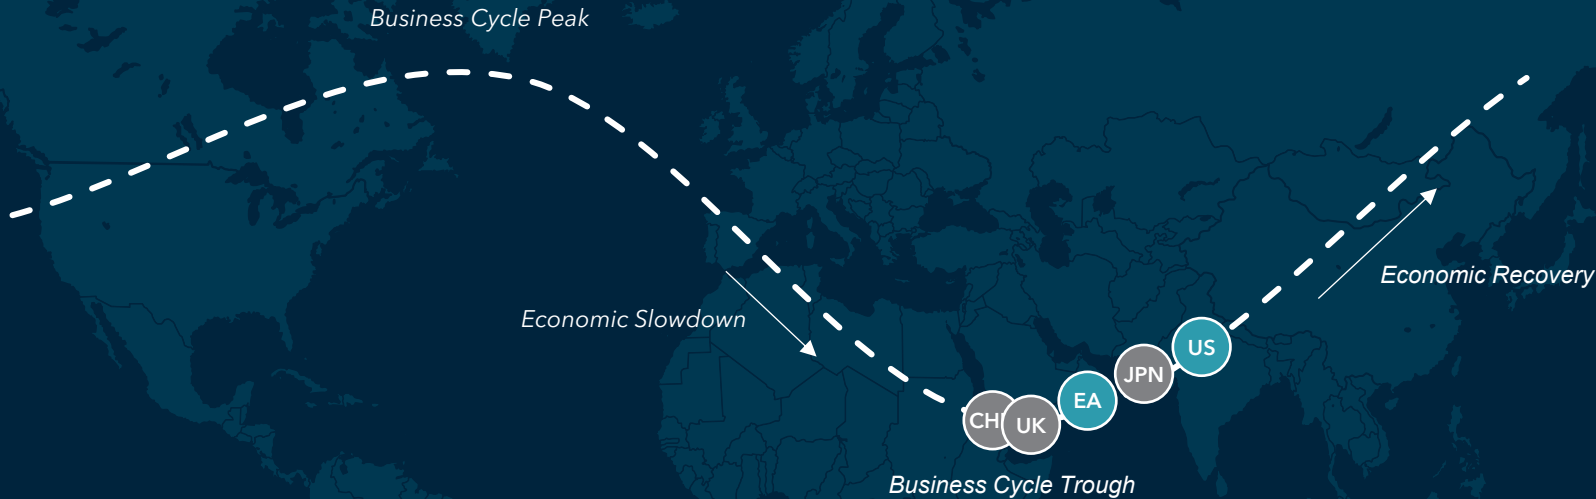 Business Cycle Peak
Economic Slowdown
Economic Recovery
CH
UK
EA
JPN
US
Business Cycle Trough